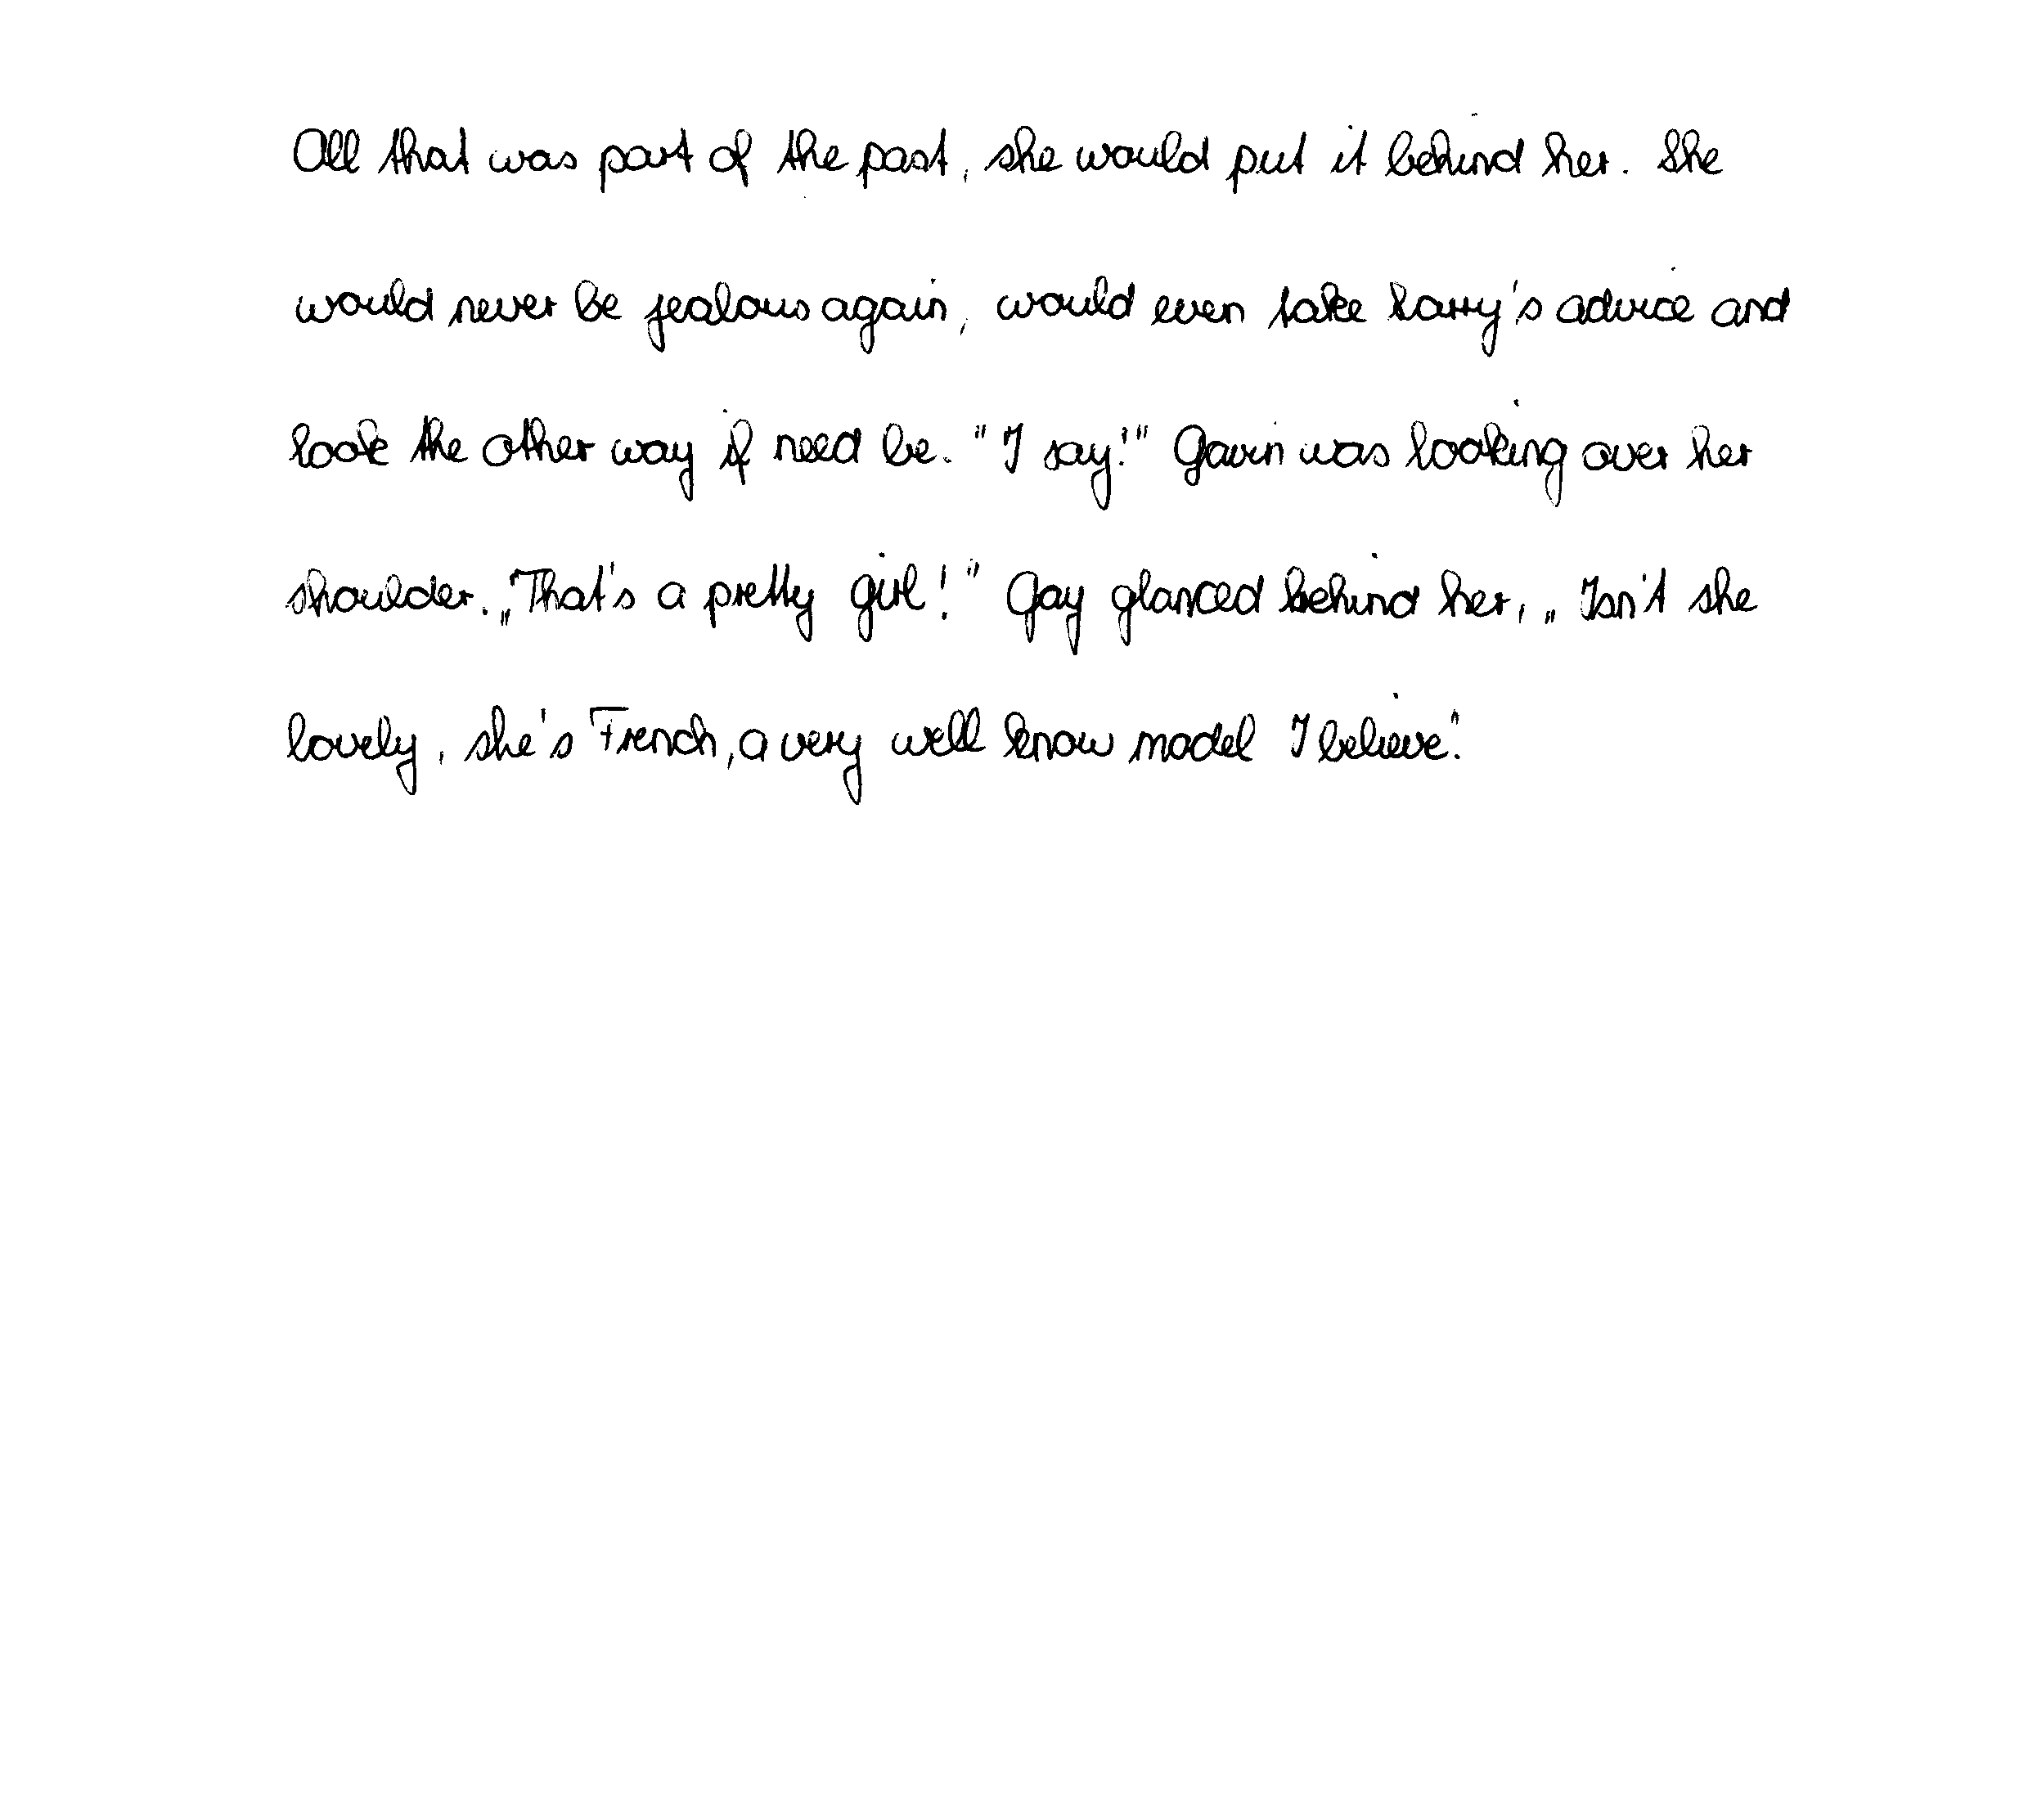 All that was part of the past, she would put it behind her. She
would never be jealous again, would even take Larry's advice and
look the other way if need be. "I say!" Gavin was looking over her
shoulder. „That's a pretty girl!" Gay glanced behind her, „Isn't she
lovely, she's French, a very well know model I believe."